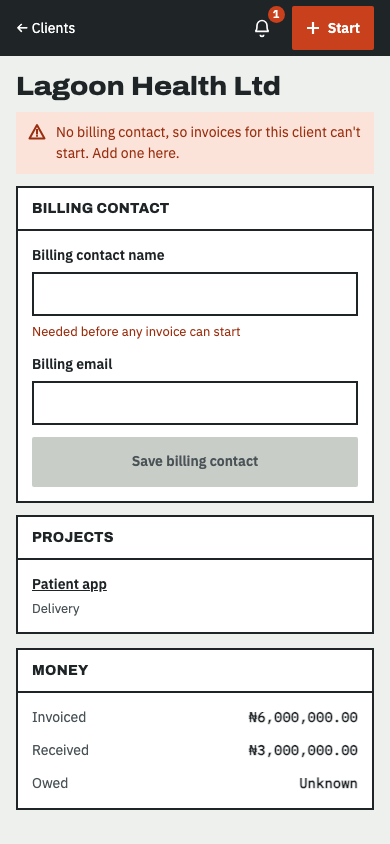 ← Clients
1
+ Start
Lagoon Health Ltd
No billing contact, so invoices for this client can't
start. Add one here.
BILLING CONTACT
Billing contact name
Needed before any invoice can start
Billing email
Save billing contact
PROJECTS
Patient app
Delivery
MONEY
Invoiced ₦6,000,000.00
Received ₦3,000,000.00
Owed Unknown